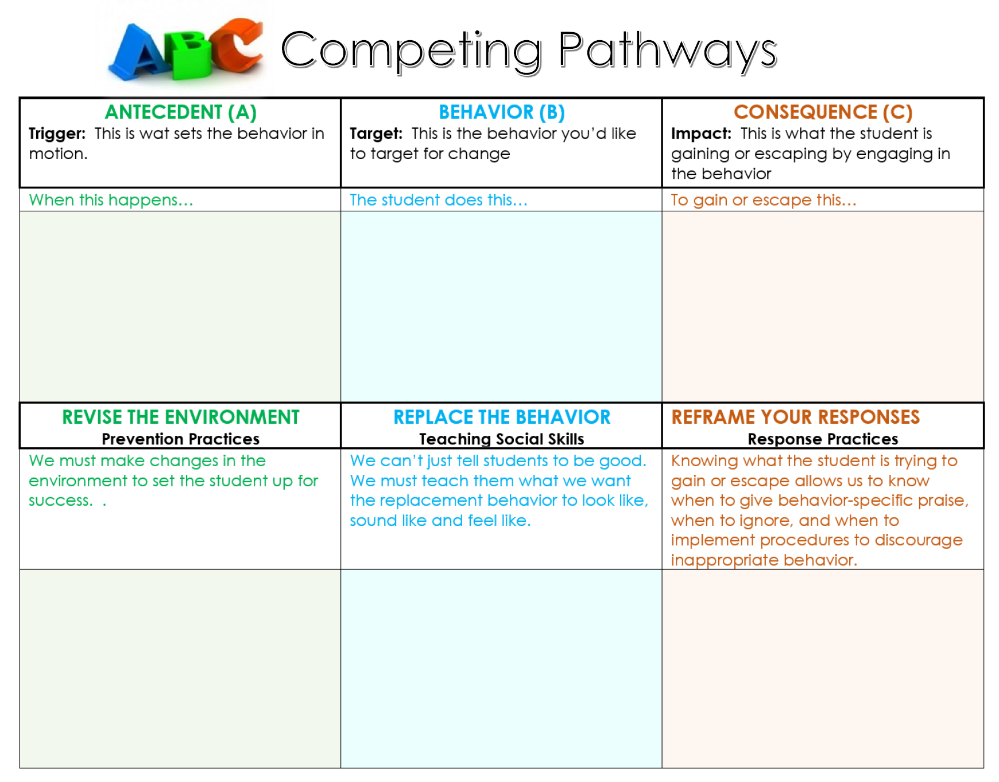 ABC Competing Pathways
ANTECEDENT (A)
Trigger:  This is wat sets the behavior in
motion.
BEHAVIOR (B)
Target:  This is the behavior you’d like
to target for change
CONSEQUENCE (C)
Impact:  This is what the student is
gaining or escaping by engaging in
the behavior
When this happens…
The student does this…
To gain or escape this…
REVISE THE ENVIRONMENT
Prevention Practices
REPLACE THE BEHAVIOR
Teaching Social Skills
REFRAME YOUR RESPONSES
Response Practices
We must make changes in the
environment to set the student up for
success.  .
We can’t just tell students to be good.
We must teach them what we want
the replacement behavior to look like,
sound like and feel like.
Knowing what the student is trying to
gain or escape allows us to know
when to give behavior-specific praise,
when to ignore, and when to
implement procedures to discourage
inappropriate behavior.